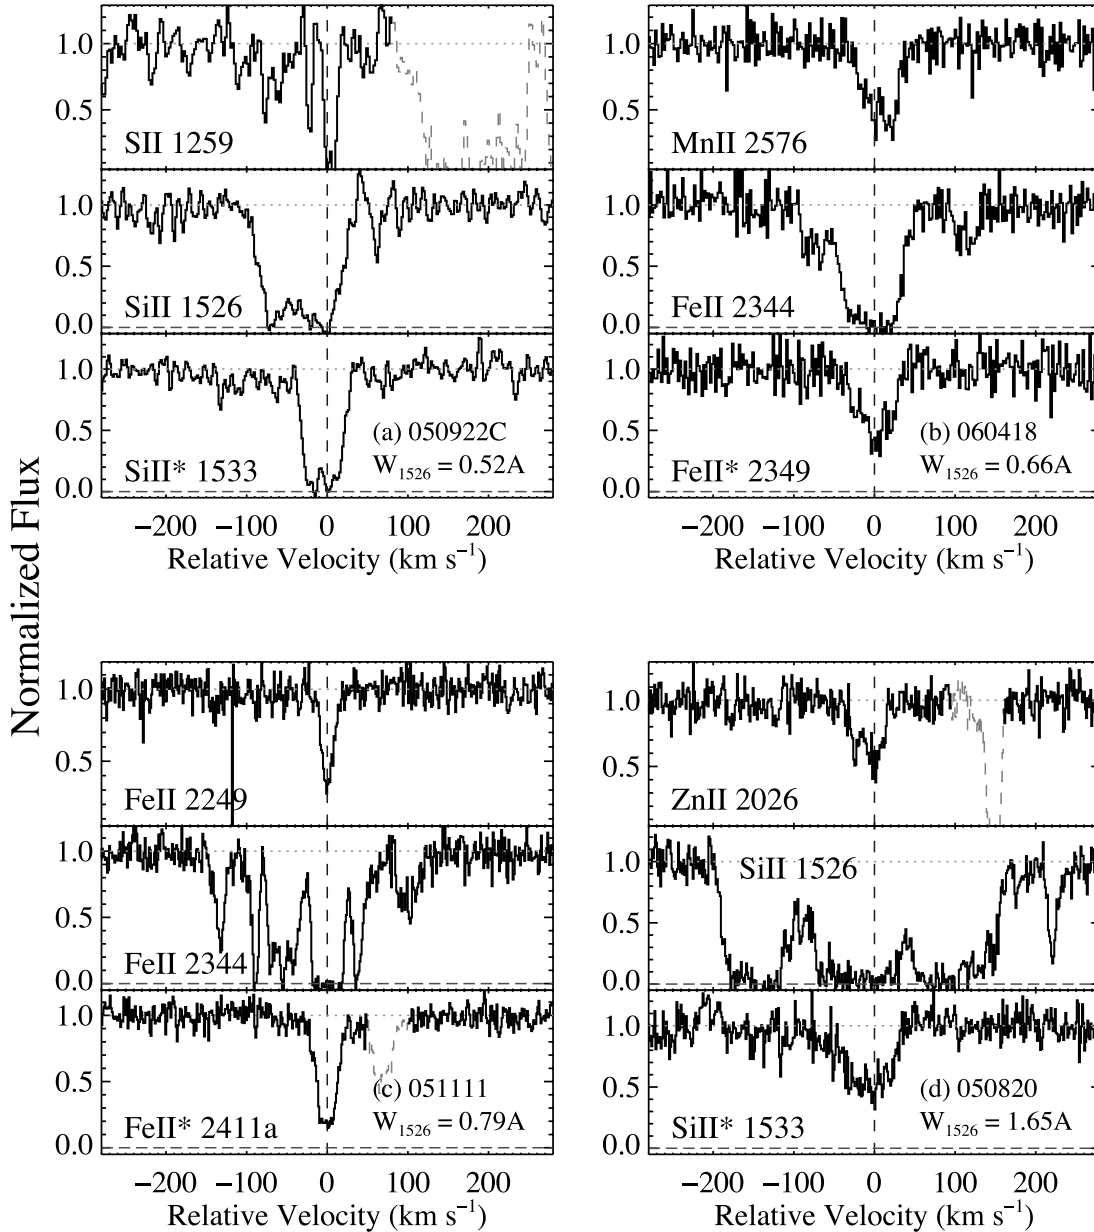 1.0
0.5
SII 1259
1.0
0.5
0.0
SiII 1526
1.0
0.5
0.0
SiII* 1533
(a) 050922C
W1526 = 0.52A
−200 −100 0 100 200
Relative Velocity (km s−1)
1.0
0.5
MnII 2576
1.0
0.5
0.0
FeII 2344
1.0
0.5
0.0
FeII* 2349
(b) 060418
W1526 = 0.66A
−200 −100 0 100 200
Relative Velocity (km s−1)
Normalized Flux
1.0
0.5
FeII 2249
1.0
0.5
0.0
FeII 2344
1.0
0.5
0.0
FeII* 2411a
(c) 051111
W1526 = 0.79A
−200 −100 0 100 200
Relative Velocity (km s−1)
1.0
0.5
ZnII 2026
1.0
0.5
0.0
SiII 1526
1.0
0.5
0.0
SiII* 1533
(d) 050820
W1526 = 1.65A
−200 −100 0 100 200
Relative Velocity (km s−1)